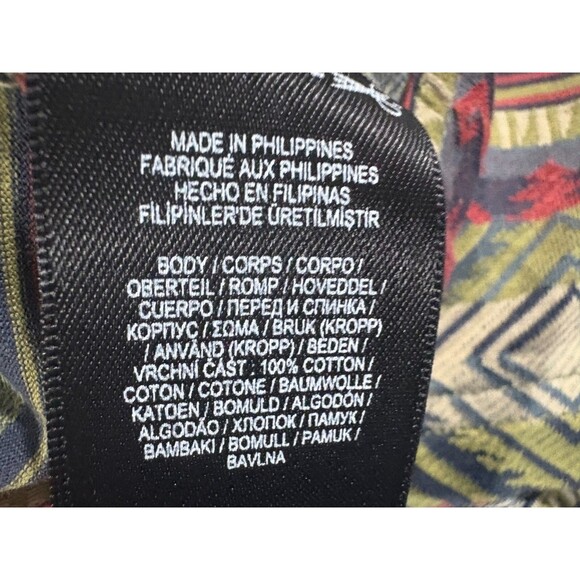 MADE IN PHILIPPINES
FABRIQUÉ AUX PHILIPPINES
HECHO EN FILIPINAS
FİLİPİNLER'DE ÜRETİLMİŞTİR
BODY / CORPS / CORPO /
OBERTEIL / ROMP / HOVEDDEL /
CUERPO / ПЕРЕД И СПИНКА /
КОРПУС / ΣΩΜΑ / BRUK (KROPP)
/ ANVÄND (KROPP) / BEDEN /
VRCHNÍ ČÁST : 100% COTTON /
COTON / COTONE / BAUMWOLLE /
KATOEN / BOMULD / ALGODÓN /
ALGODÃO / ХЛОПОК / ПАМУК /
ΒΑΜΒΑΚΙ / BOMULL / PAMUK /
BAVLNA